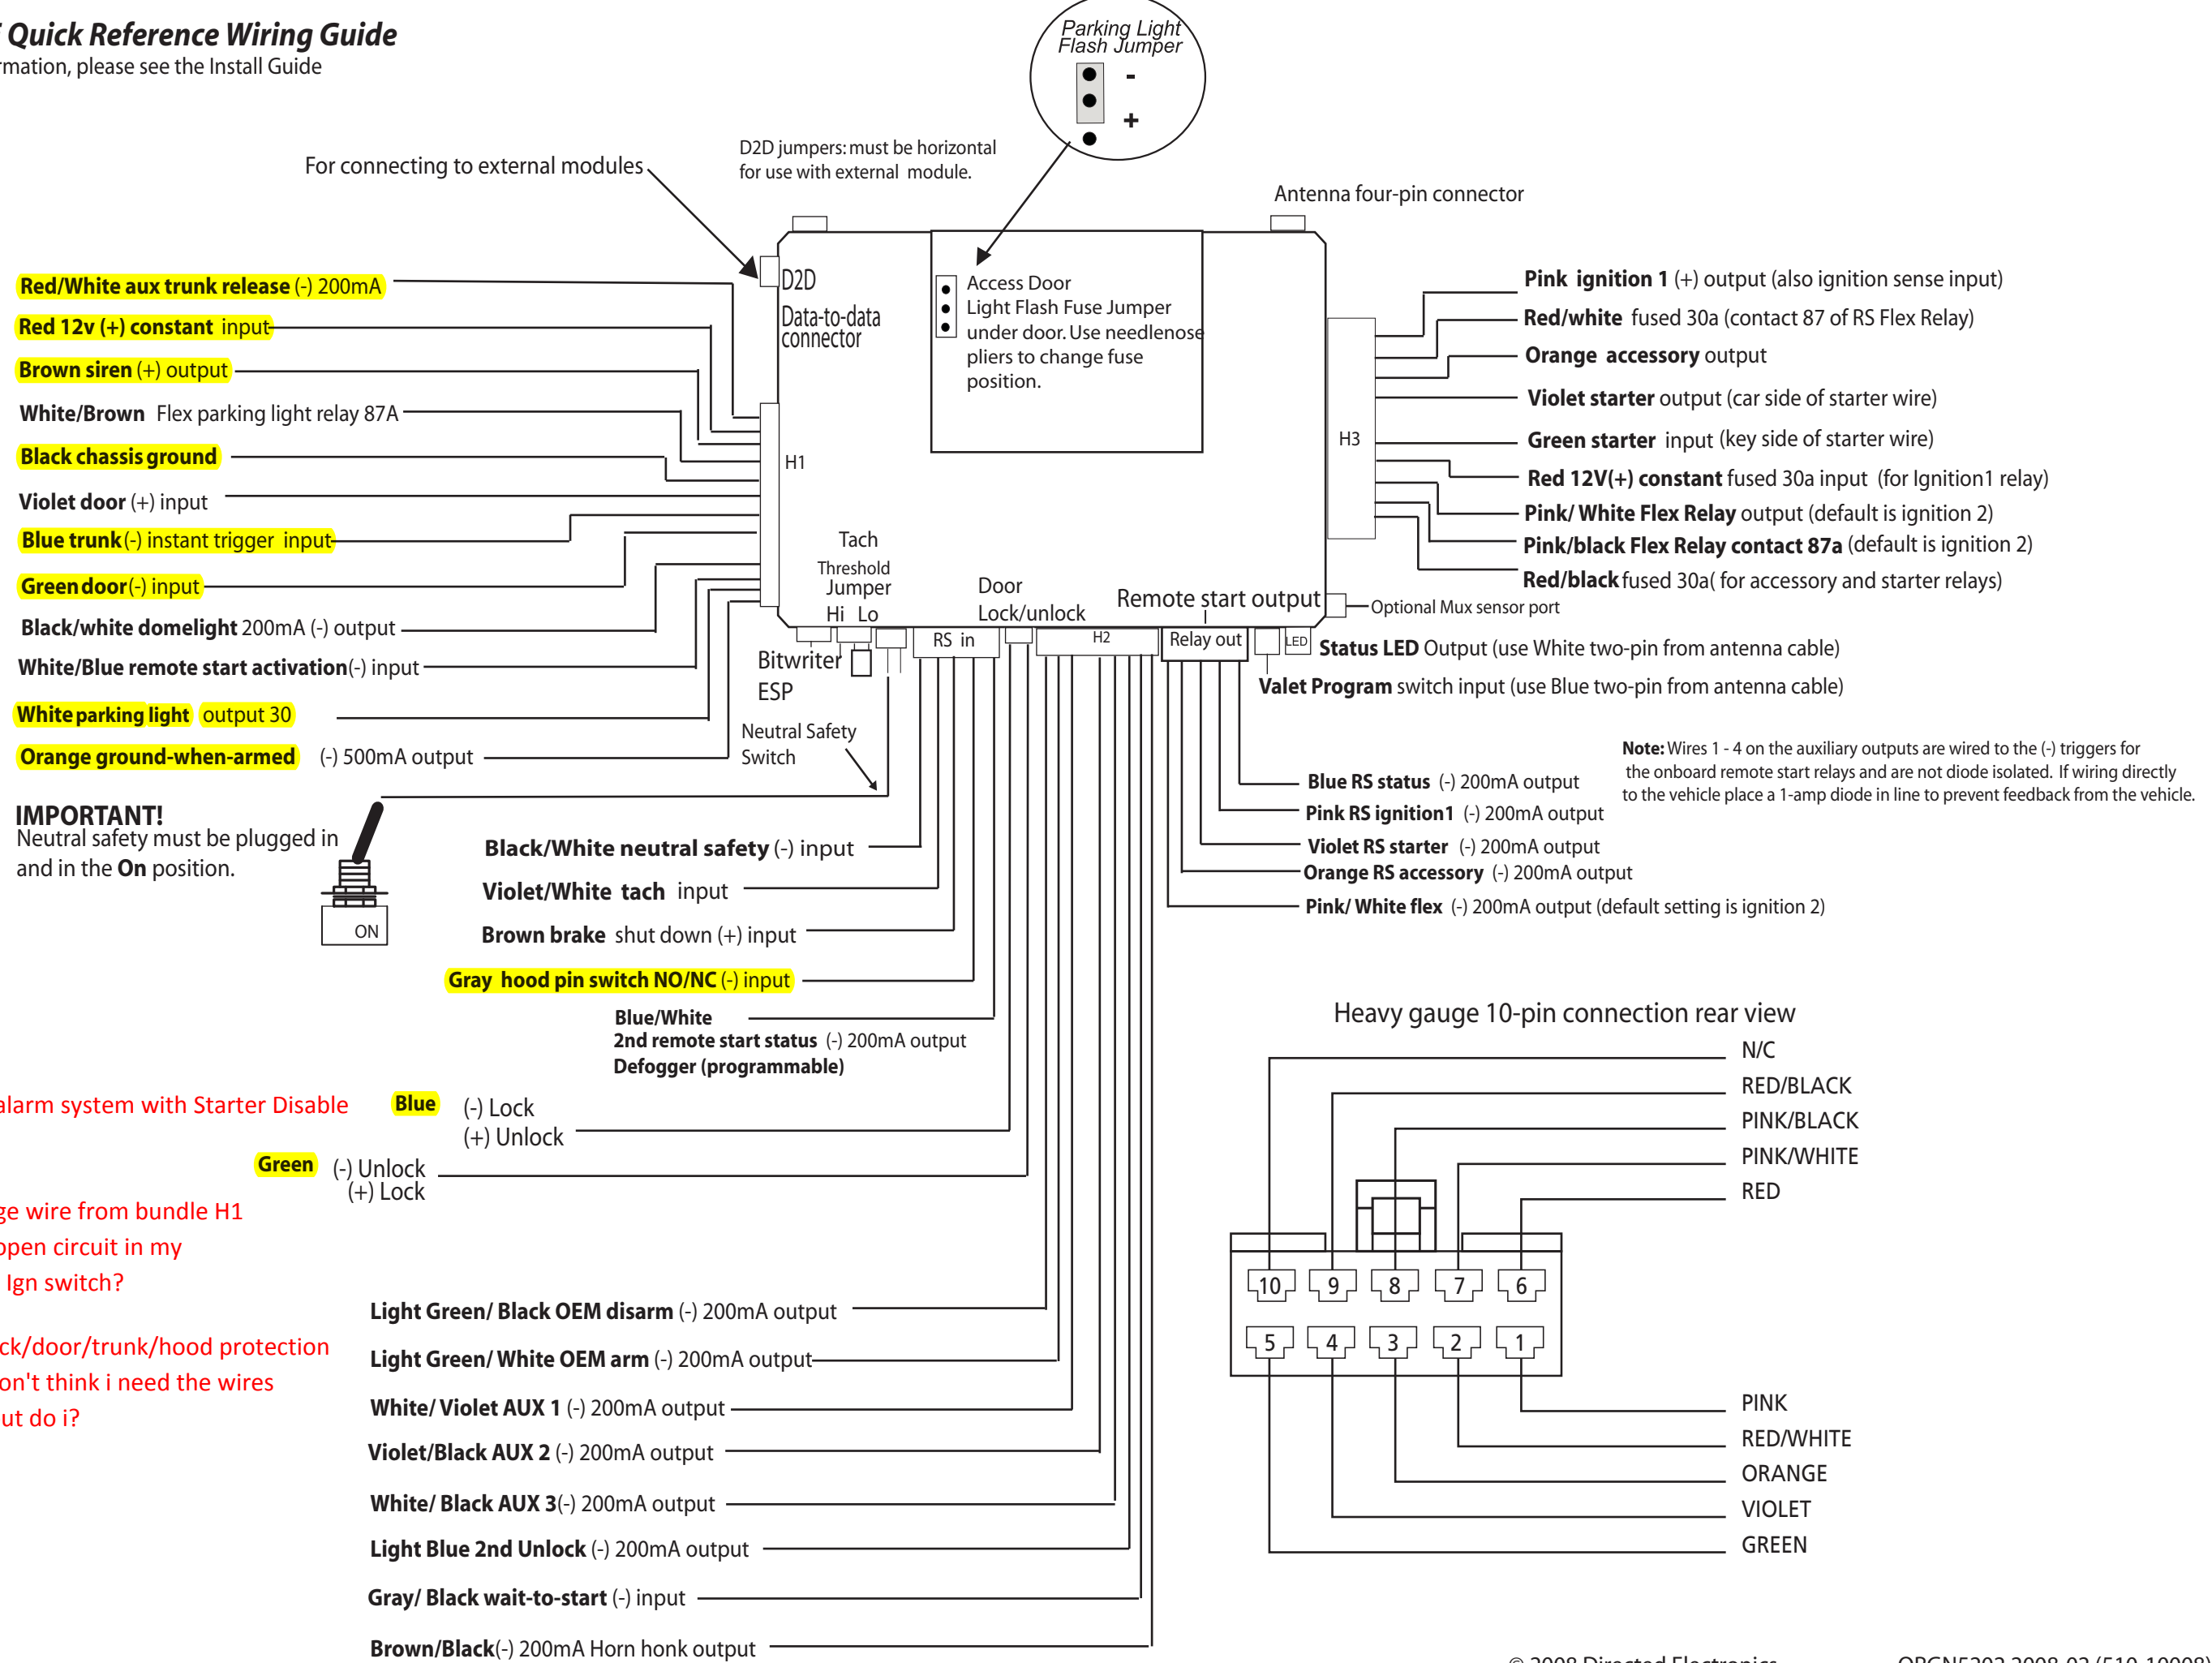 Quick Reference Wiring Guide
rmation, please see the Install Guide
Parking Light
Flash Jumper
-
+
For connecting to external modules
D2D jumpers: must be horizontal
for use with external module.
Antenna four-pin connector
Red/White aux trunk release (-) 200mA
Red 12v (+) constant input
Brown siren (+) output
White/Brown Flex parking light relay 87A
Black chassis ground
Violet door (+) input
Blue trunk (-) instant trigger input
Green door (-) input
Black/white domelight 200mA (-) output
White/Blue remote start activation (-) input
White parking light output 30
Orange ground-when-armed (-) 500mA output
D2D
Data-to-data
connector
H1
Access Door
Light Flash Fuse Jumper
under door. Use needlenose
pliers to change fuse
position.
Tach
Threshold
Jumper
Hi Lo
Door
Lock/unlock
Remote start output
H3
RS in
H2
Relay out
LED
Bitwriter
ESP
Neutral Safety
Switch
Pink ignition 1 (+) output (also ignition sense input)
Red/white fused 30a (contact 87 of RS Flex Relay)
Orange accessory output
Violet starter output (car side of starter wire)
Green starter input (key side of starter wire)
Red 12V(+) constant fused 30a input (for Ignition1 relay)
Pink/ White Flex Relay output (default is ignition 2)
Pink/black Flex Relay contact 87a (default is ignition 2)
Red/black fused 30a( for accessory and starter relays)
Optional Mux sensor port
Status LED Output (use White two-pin from antenna cable)
Valet Program switch input (use Blue two-pin from antenna cable)
Note: Wires 1 - 4 on the auxiliary outputs are wired to the (-) triggers for
the onboard remote start relays and are not diode isolated. If wiring directly
to the vehicle place a 1-amp diode in line to prevent feedback from the vehicle.
Blue RS status (-) 200mA output
Pink RS ignition1 (-) 200mA output
Violet RS starter (-) 200mA output
Orange RS accessory (-) 200mA output
Pink/ White flex (-) 200mA output (default setting is ignition 2)
IMPORTANT!
Neutral safety must be plugged in
and in the On position.
ON
Black/White neutral safety (-) input
Violet/White tach input
Brown brake shut down (+) input
Gray hood pin switch NO/NC (-) input
Blue/White
2nd remote start status (-) 200mA output
Defogger (programmable)
alarm system with Starter Disable
Blue (-) Lock
(+) Unlock
Green (-) Unlock
(+) Lock
ge wire from bundle H1
open circuit in my
Ign switch?
ck/door/trunk/hood protection
on't think i need the wires
ut do i?
Light Green/ Black OEM disarm (-) 200mA output
Light Green/ White OEM arm (-) 200mA output
White/ Violet AUX 1 (-) 200mA output
Violet/Black AUX 2 (-) 200mA output
White/ Black AUX 3(-) 200mA output
Light Blue 2nd Unlock (-) 200mA output
Gray/ Black wait-to-start (-) input
Brown/Black(-) 200mA Horn honk output
Heavy gauge 10-pin connection rear view
N/C
RED/BLACK
PINK/BLACK
PINK/WHITE
RED
10 9 8 7 6
5 4 3 2 1
PINK
RED/WHITE
ORANGE
VIOLET
GREEN
© 2008 Directed Electronics QRGN5202 2008-02 (510-10008)